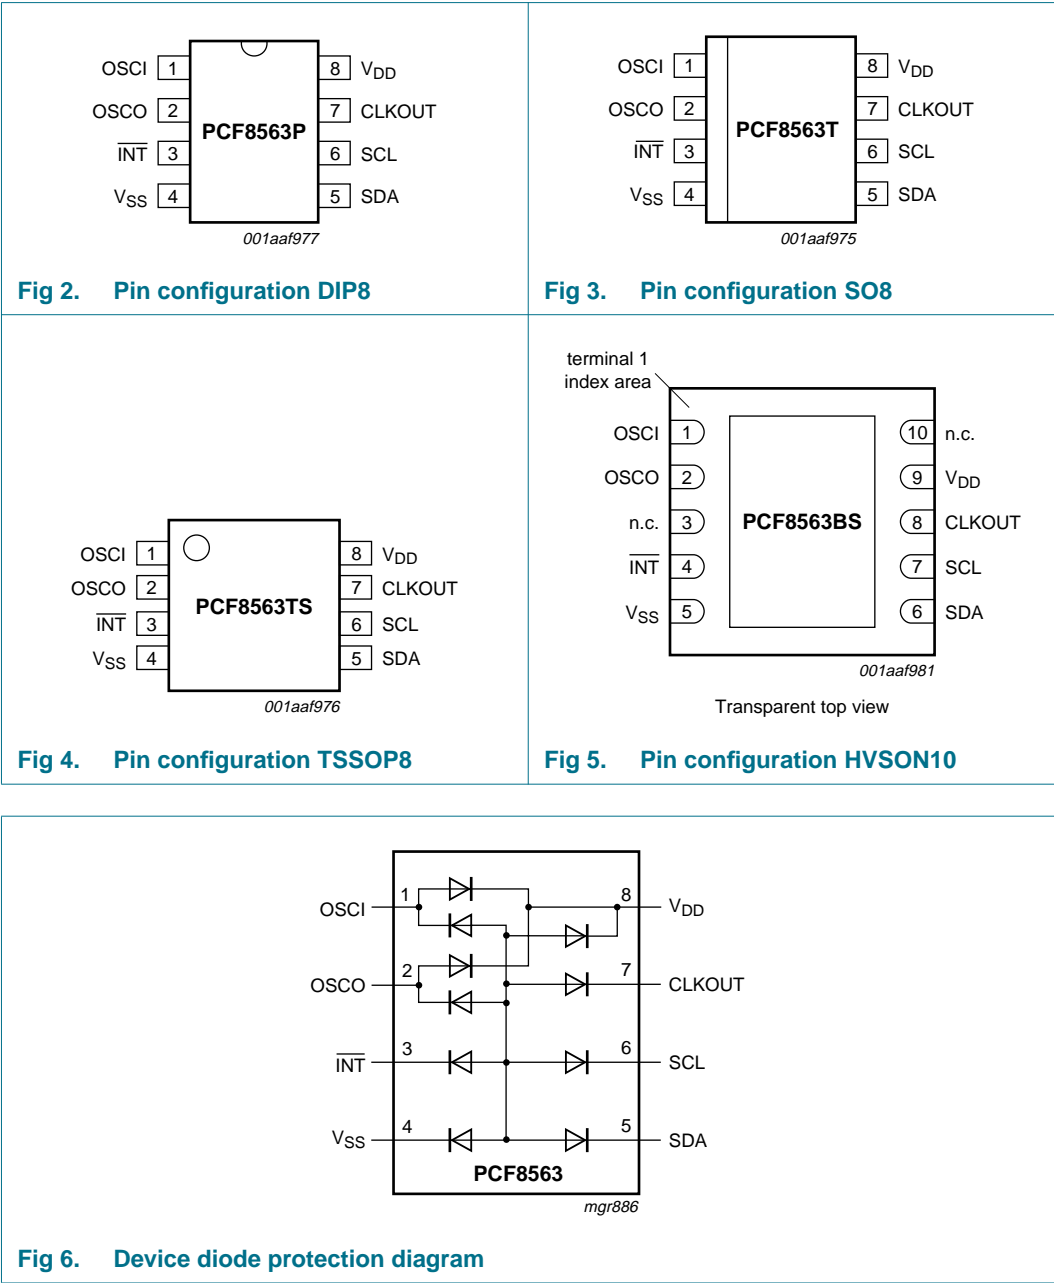 OSCI 1 8 VDD
OSCO 2 7 CLKOUT
PCF8563P
INT 3 6 SCL
VSS 4 5 SDA
001aaf977
Fig 2. Pin configuration DIP8
OSCI 1 8 VDD
OSCO 2 7 CLKOUT
PCF8563T
INT 3 6 SCL
VSS 4 5 SDA
001aaf975
Fig 3. Pin configuration SO8
OSCI 1 8 VDD
OSCO 2 7 CLKOUT
PCF8563TS
INT 3 6 SCL
VSS 4 5 SDA
001aaf976
Fig 4. Pin configuration TSSOP8
terminal 1
index area
OSCI 1 10 n.c.
OSCO 2 9 VDD
n.c. 3 PCF8563BS 8 CLKOUT
INT 4 7 SCL
VSS 5 6 SDA
001aaf981
Transparent top view
Fig 5. Pin configuration HVSON10
OSCI 1 8 VDD
OSCO 2 7 CLKOUT
INT 3 6 SCL
VSS 4 5 SDA
PCF8563
mgr886
Fig 6. Device diode protection diagram